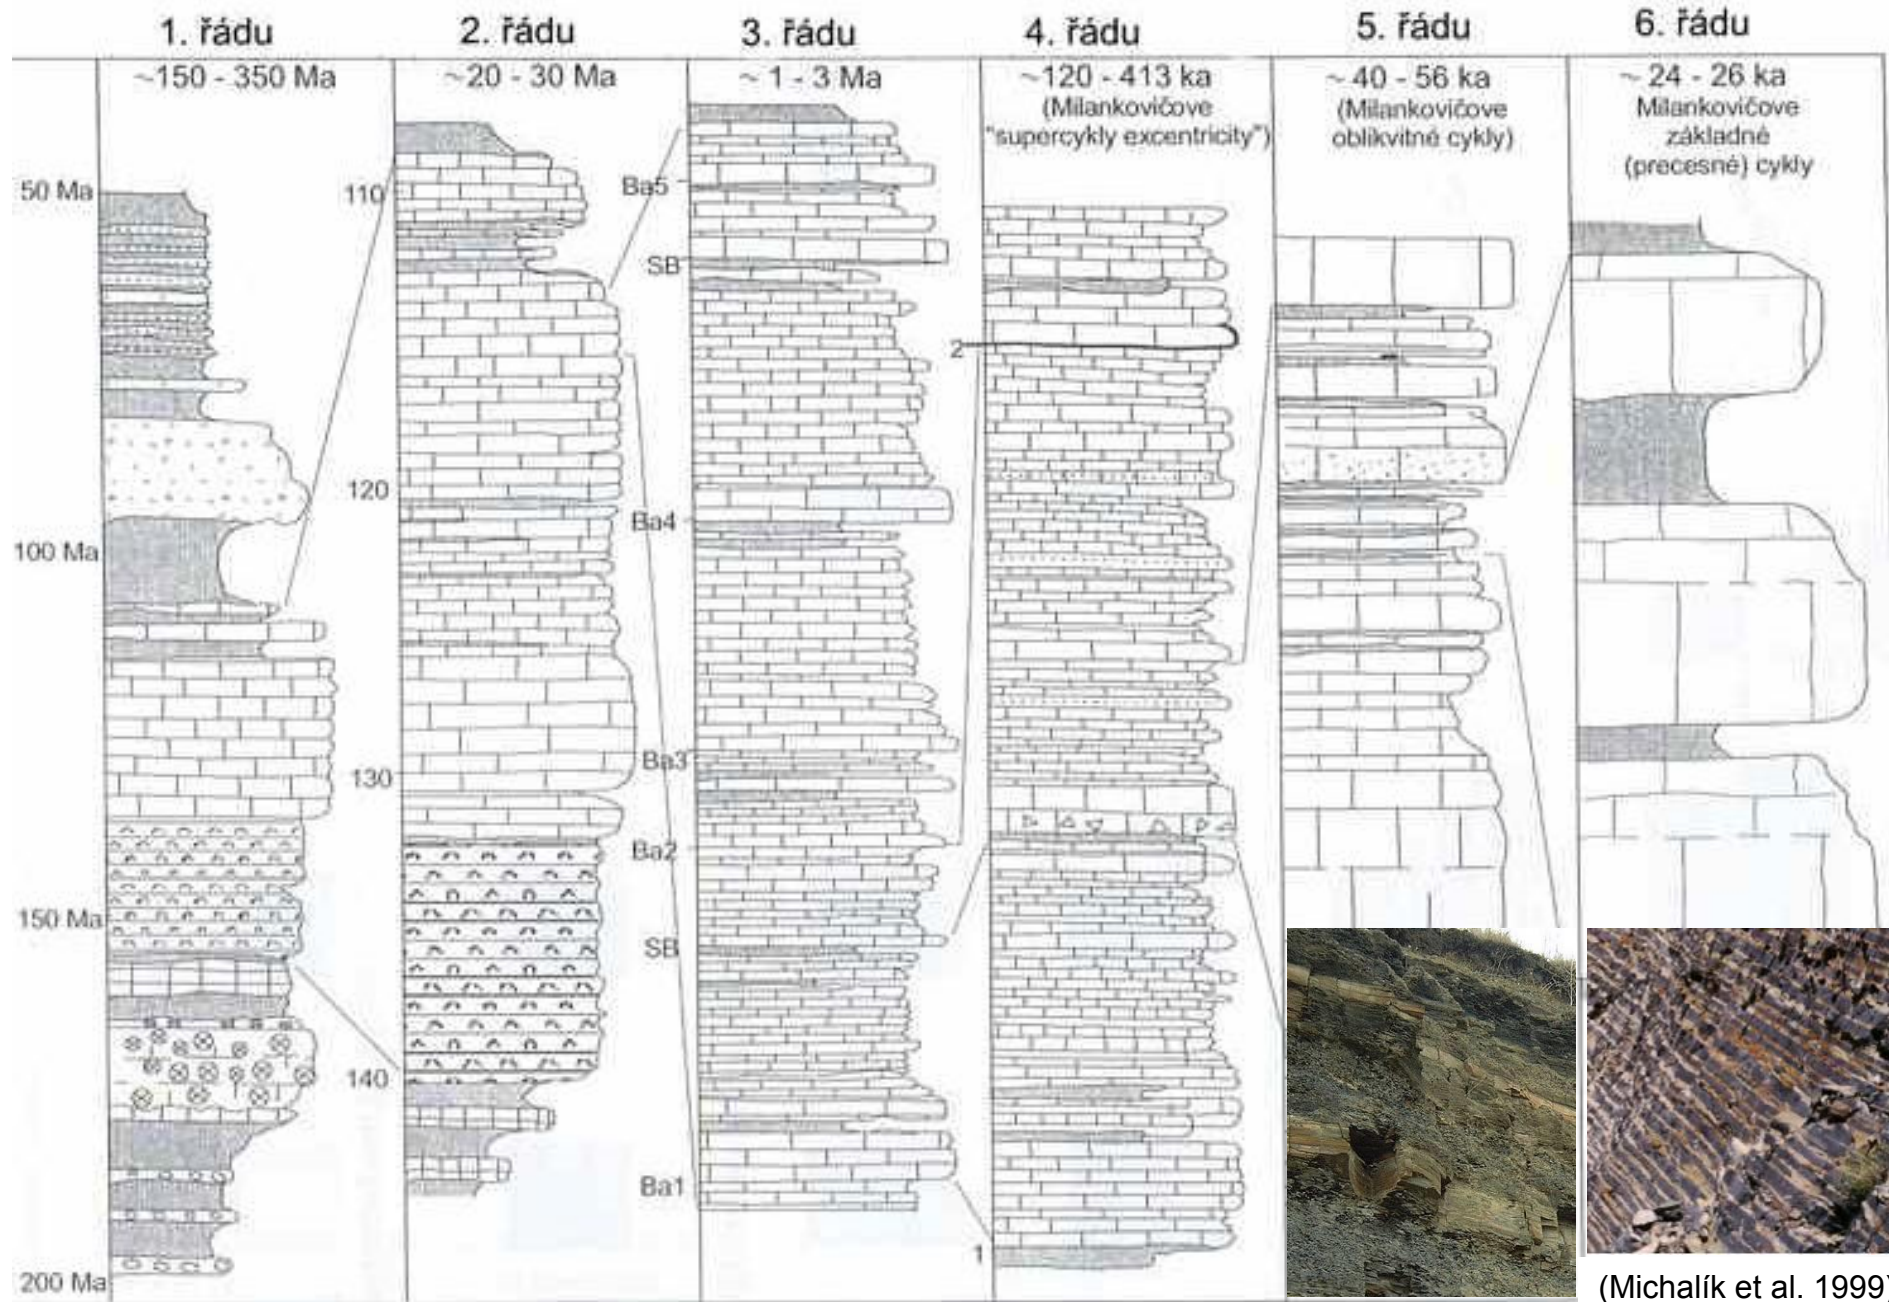 1. řádu
2. řádu
3. řádu
4. řádu
5. řádu
6. řádu
~150 - 350 Ma
~20 - 30 Ma
~ 1 - 3 Ma
~120 - 413 ka
(Milankovičove
"supercykly excentricity")
~ 40 - 56 ka
(Milankovičove
oblikvitné cykly)
~ 24 - 26 ka
Milankovičove
základné
(precesné) cykly
50 Ma
100 Ma
150 Ma
200 Ma
110
120
130
140
Ba5
SB
Ba4
Ba3
Ba2
SB
Ba1
2
1
(Michalík et al. 1999)